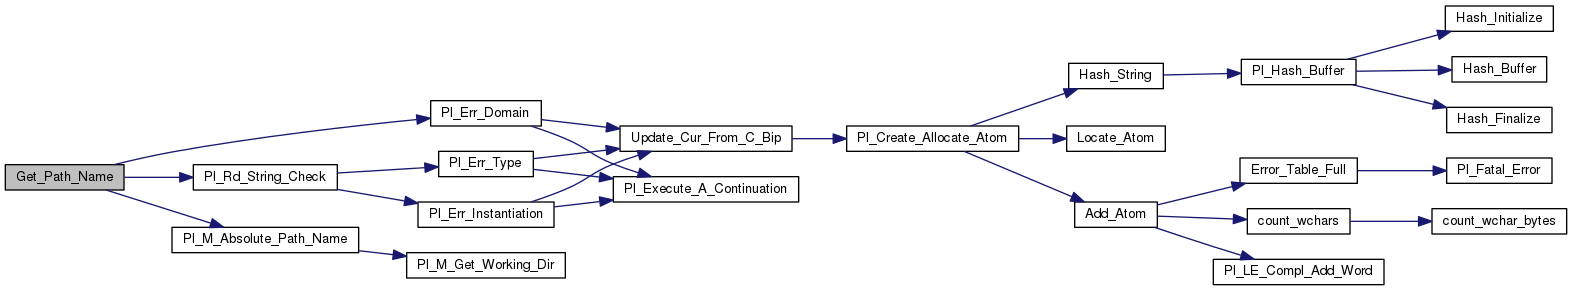 Get_Path_Name
Pl_Err_Domain
Pl_Rd_String_Check
Pl_Err_Type
Pl_Err_Instantiation
Pl_M_Absolute_Path_Name
Pl_M_Get_Working_Dir
Update_Cur_From_C_Bip
Pl_Execute_A_Continuation
Pl_Create_Allocate_Atom
Hash_String
Locate_Atom
Add_Atom
Pl_Hash_Buffer
Hash_Initialize
Hash_Buffer
Hash_Finalize
Error_Table_Full
Pl_Fatal_Error
count_wchars
count_wchar_bytes
Pl_LE_Compl_Add_Word